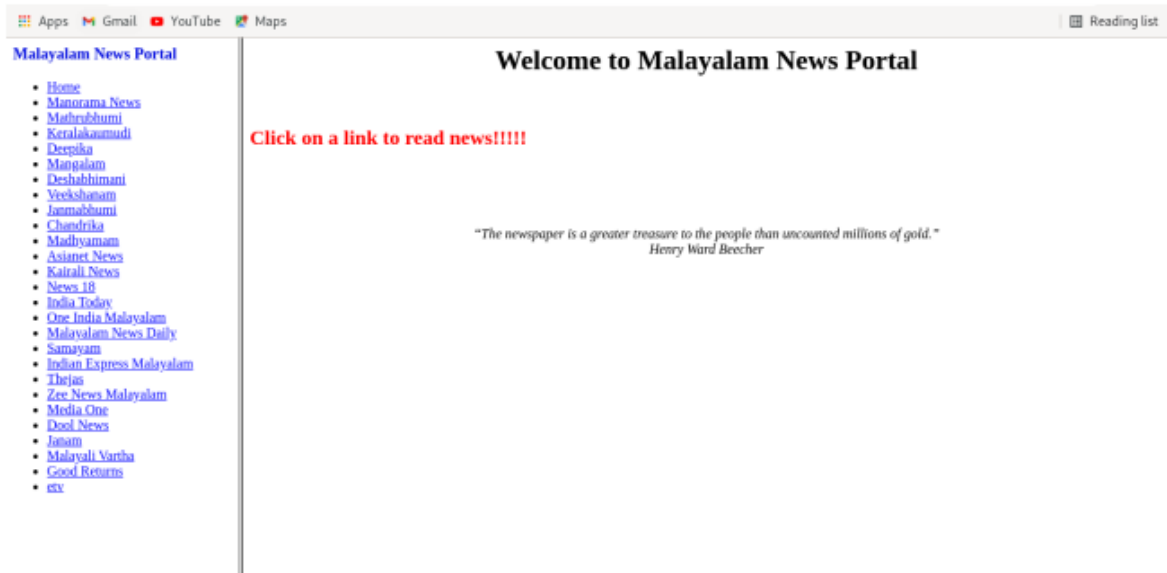 Apps Gmail YouTube Maps Reading list
Malayalam News Portal
Home
Manorama News
Mathrubhumi
Keralakaumudi
Deepika
Mangalam
Deshabhimani
Veekshanam
Janmabhumi
Chandrika
Madhyamam
Asianet News
Kairali News
News 18
India Today
One India Malayalam
Malayalam News Daily
Samayam
Indian Express Malayalam
Thejas
Zee News Malayalam
Media One
Dool News
Janam
Malayali Vartha
Good Returns
etv
Welcome to Malayalam News Portal
Click on a link to read news!!!!!
“The newspaper is a greater treasure to the people than uncounted millions of gold.”
Henry Ward Beecher